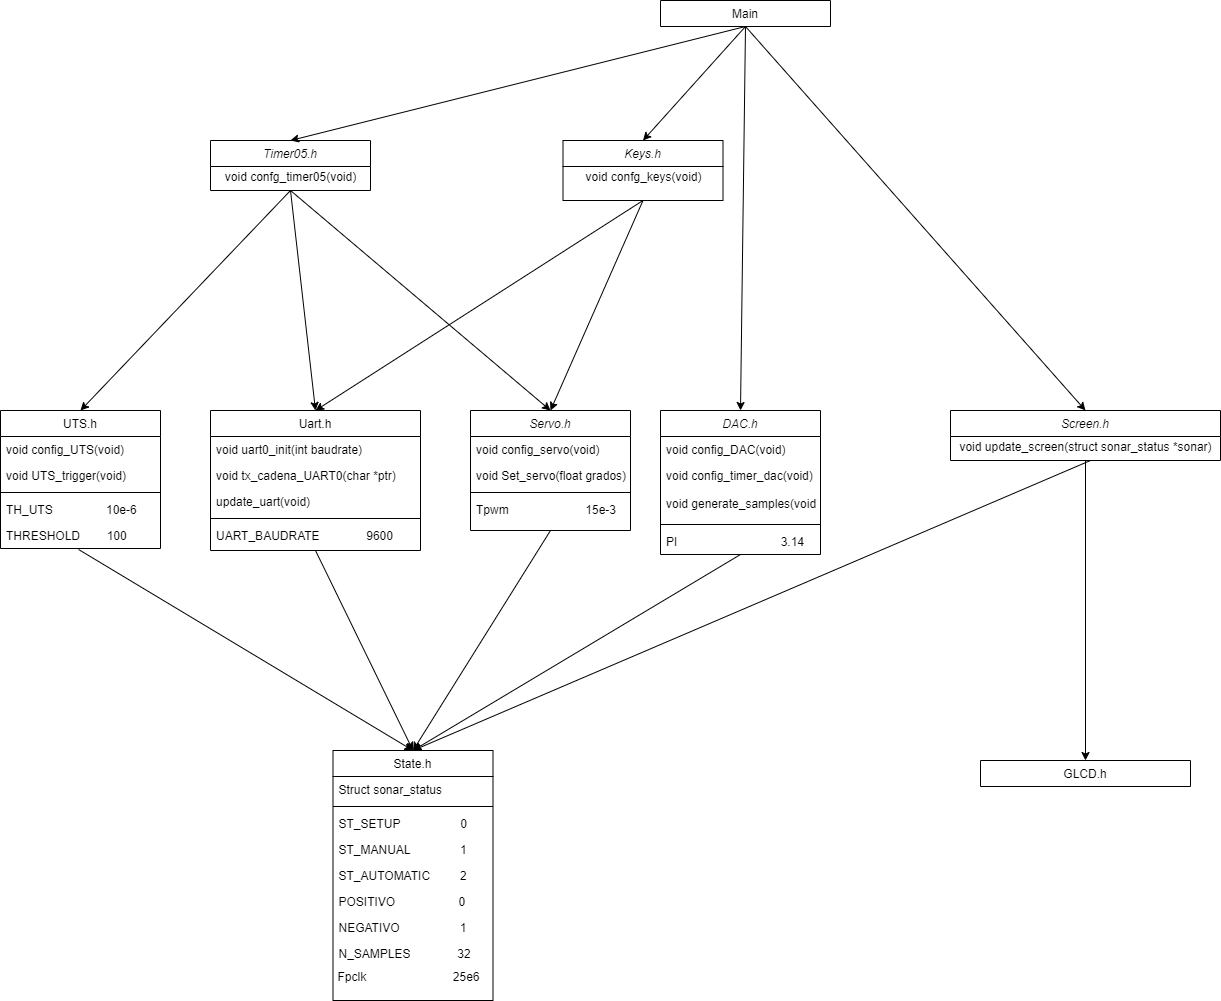 Main
Timer05.h
void confg_timer05(void)
Keys.h
void confg_keys(void)
UTS.h
void config_UTS(void)
void UTS_trigger(void)
TH_UTS 10e-6
THRESHOLD 100
Uart.h
void uart0_init(int baudrate)
void tx_cadena_UART0(char *ptr)
update_uart(void)
UART_BAUDRATE 9600
Servo.h
void config_servo(void)
void Set_servo(float grados)
Tpwm 15e-3
DAC.h
void config_DAC(void)
void config_timer_dac(void)
void generate_samples(void
PI 3.14
Screen.h
void update_screen(struct sonar_status *sonar)
State.h
Struct sonar_status
ST_SETUP 0
ST_MANUAL 1
ST_AUTOMATIC 2
POSITIVO 0
NEGATIVO 1
N_SAMPLES 32
Fpclk 25e6
GLCD.h